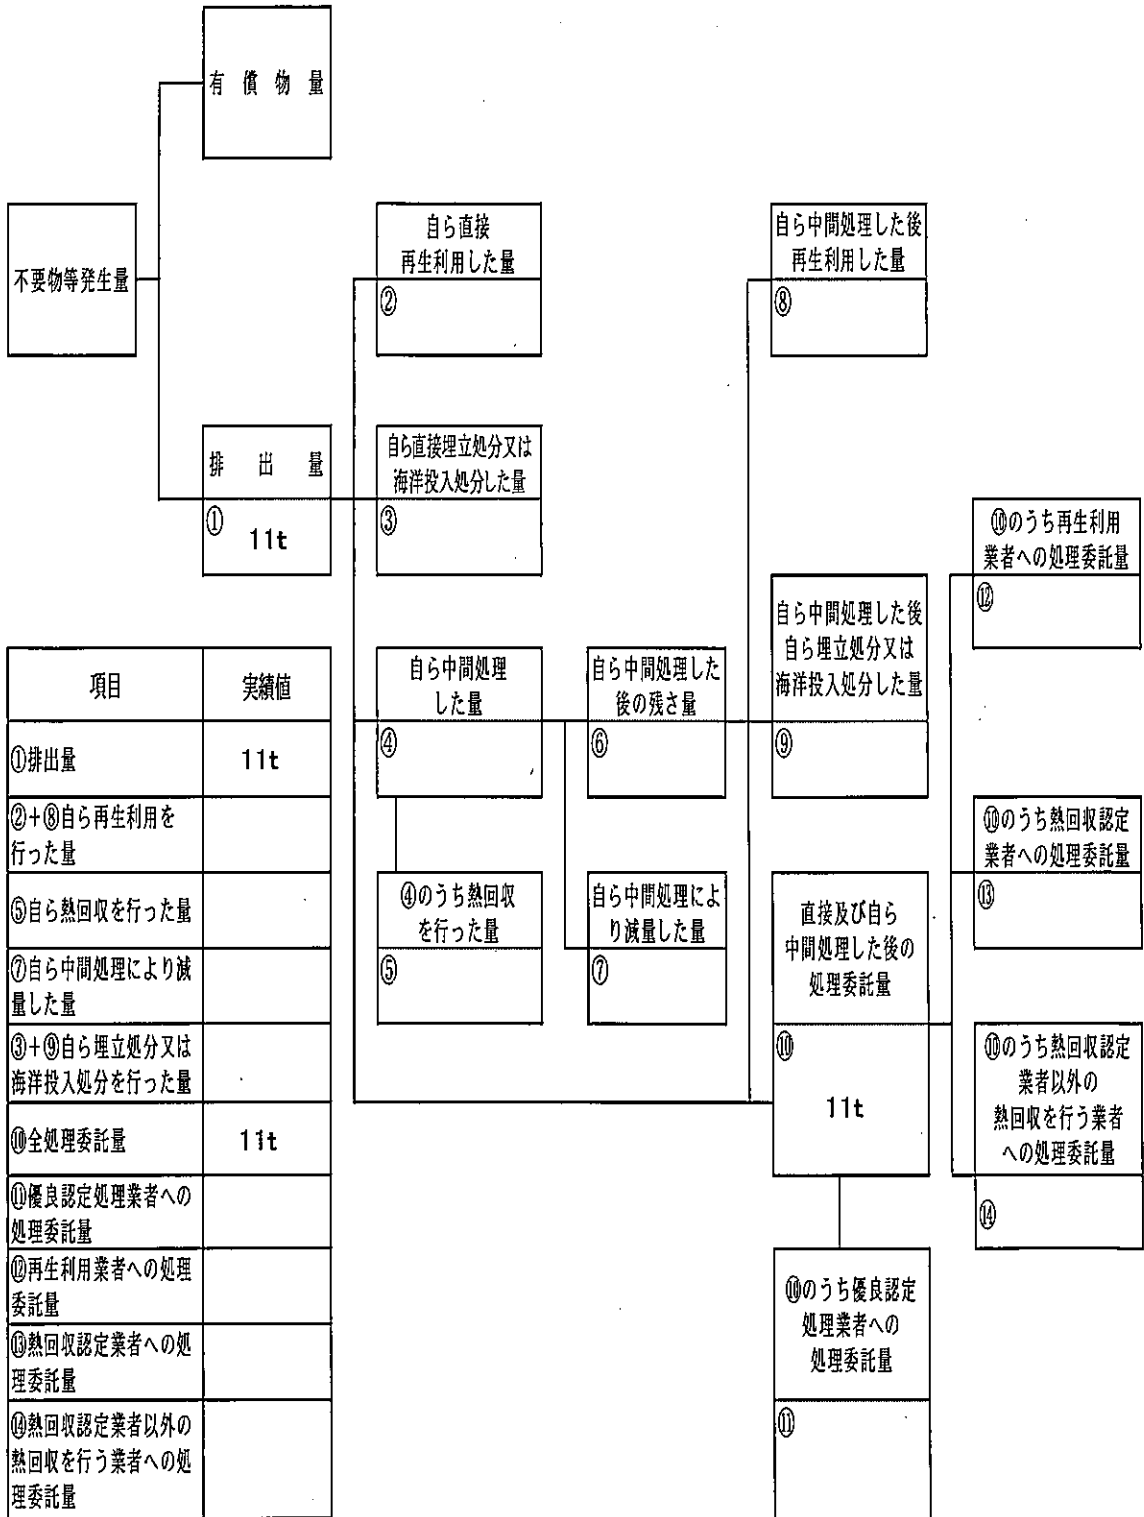 有償物量
不要物等発生量
自ら直接
再生利用した量
②
自ら中間処理した後
再生利用した量
⑧
排出量
① 11t
自ら直接埋立処分又は
海洋投入処分した量
③
⑩のうち再生利用
業者への処理委託量
⑫
自ら中間処理した後
自ら埋立処分又は
海洋投入処分した量
⑨
自ら中間処理
した量
④
自ら中間処理した
後の残さ量
⑥
⑩のうち熱回収認定
業者への処理委託量
⑬
④のうち熱回収
を行った量
⑤
自ら中間処理によ
り減量した量
⑦
直接及び自ら
中間処理した後の
処理委託量
⑩
11t
⑩のうち熱回収認定
業者以外の
熱回収を行う業者
への処理委託量
⑭
⑩のうち優良認定
処理業者への
処理委託量
⑪
項目 実績値
①排出量 11t
②+⑧自ら再生利用を
行った量
⑤自ら熱回収を行った量
⑦自ら中間処理により減
量した量
③+⑨自ら埋立処分又は
海洋投入処分を行った量
⑩全処理委託量 11t
⑪優良認定処理業者への
処理委託量
⑫再生利用業者への処理
委託量
⑬熱回収認定業者への処
理委託量
⑭熱回収認定業者以外の
熱回収を行う業者への処
理委託量